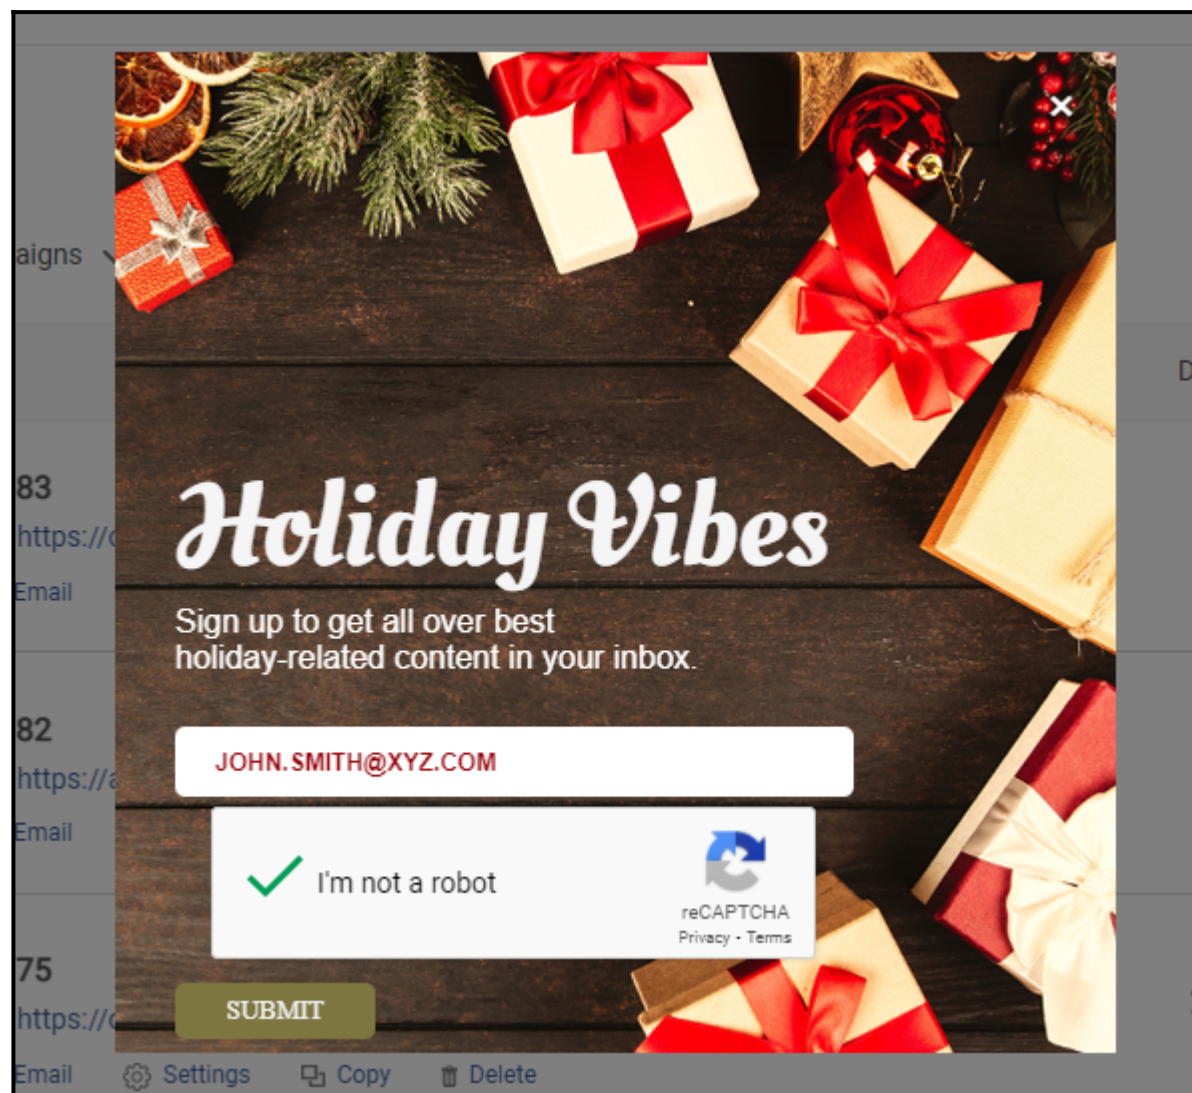 aigns
D
83
https://
Email
Holiday Vibes
Sign up to get all over best
holiday-related content in your inbox.
82
https://a
Email
JOHN.SMITH@XYZ.COM
I'm not a robot
reCAPTCHA
Privacy - Terms
75
https://
SUBMIT
Email Settings Copy Delete